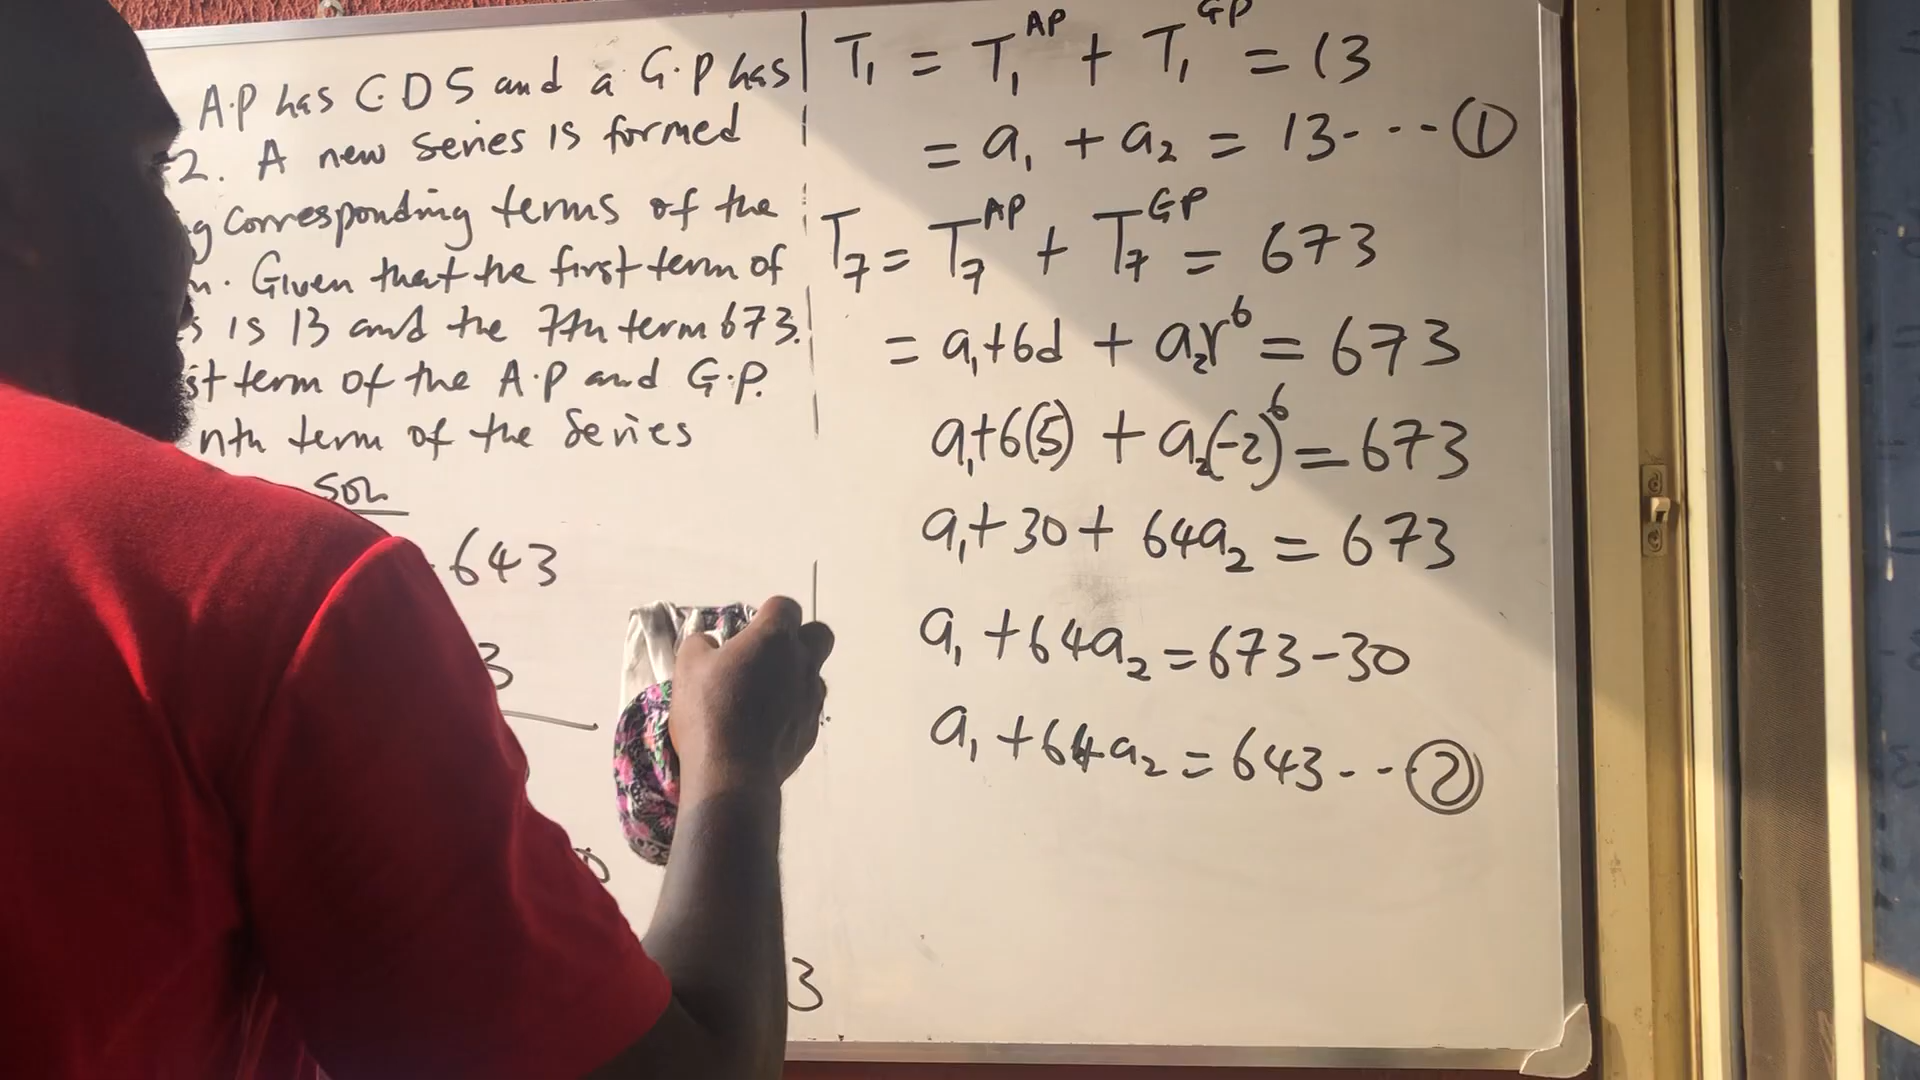 A.P has C.D 5 and a G.P has
-2. A new series is formed
g corresponding terms of the
n. Given that the first term of
s is 13 and the 7th term 673.
st term of the A.P and G.P.
nth term of the series
Soln
643
3
3
T₁ = T₁^AP + T₁^GP = 13
= a₁ + a₂ = 13 - - - ①
T₇ = T₇^AP + T₇^GP = 673
= a₁+6d + a₂r⁶ = 673
a₁+6(5) + a₂(-2)⁶ = 673
a₁ + 30 + 64a₂ = 673
a₁ + 64a₂ = 673-30
a₁ + 64a₂ = 643 - - ②